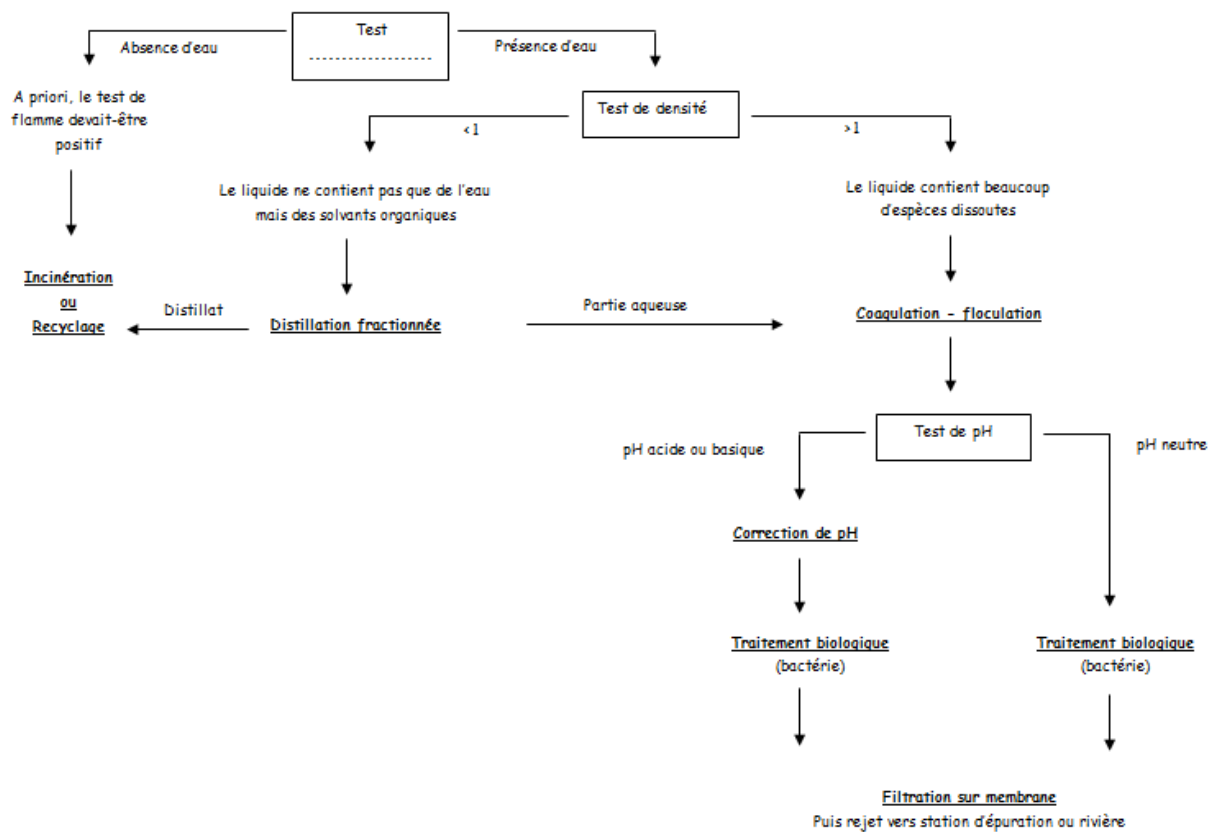 Test
-------------------
Absence d'eau
Présence d'eau
A priori, le test de
flamme devait-être
positif
Test de densité
<1
>1
Le liquide ne contient pas que de l'eau
mais des solvants organiques
Le liquide contient beaucoup
d'espèces dissoutes
Incinération
ou
Recyclage
Distillat
Distillation fractionnée
Partie aqueuse
Coagulation - floculation
Test de pH
pH acide ou basique
pH neutre
Correction de pH
Traitement biologique
(bactérie)
Traitement biologique
(bactérie)
Filtration sur membrane
Puis rejet vers station d'épuration ou rivière